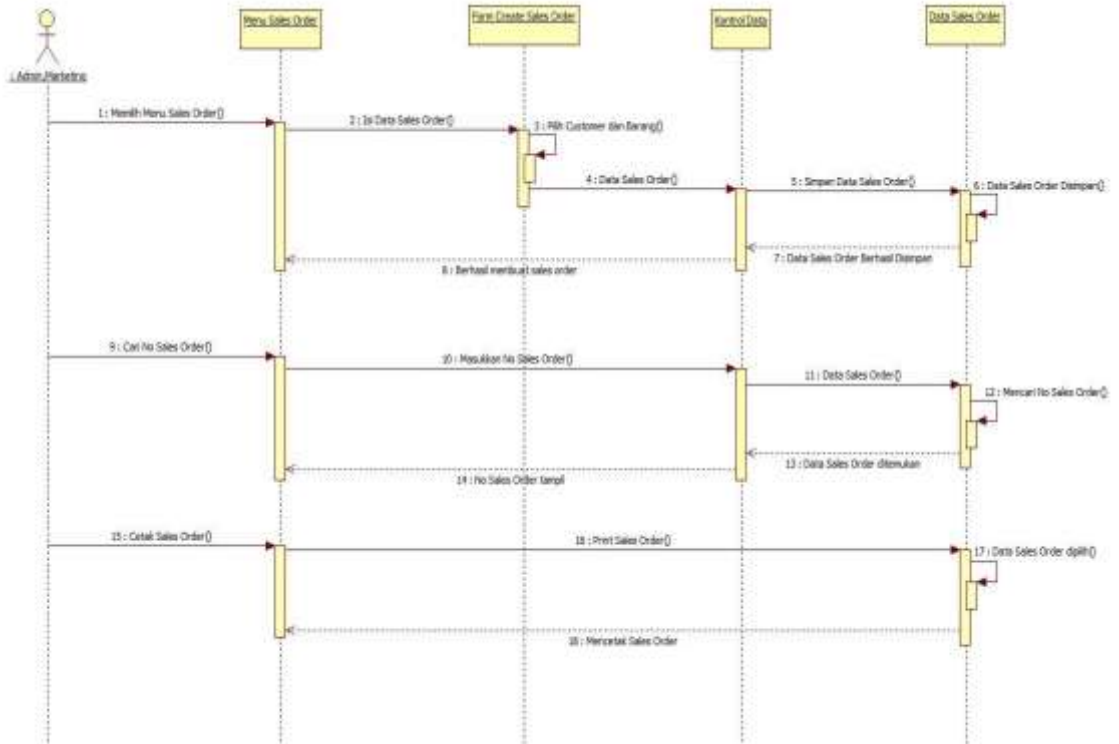 Menu Sales Order
Form Create Sales Order
Kontrol Data
Data Sales Order
: Admin Marketing
1 : Memilih Menu Sales Order()
2 : Isi Data Sales Order()
3 : Pilih Customer dan Barang()
4 : Data Sales Order()
5 : Simpan Data Sales Order()
6 : Data Sales Order Disimpan()
7 : Data Sales Order Berhasil Disimpan
8 : Berhasil membuat sales order
9 : Cari No Sales Order()
10 : Masukkan No Sales Order()
11 : Data Sales Order()
12 : Mencari No Sales Order()
13 : Data Sales Order ditemukan
14 : No Sales Order tampil
15 : Cetak Sales Order()
16 : Print Sales Order()
17 : Data Sales Order dipilih()
18 : Mencetak Sales Order